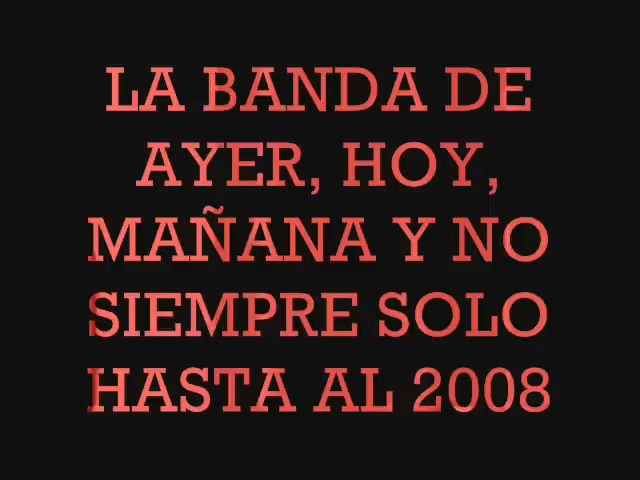 LA BANDA DE
AYER, HOY,
MAÑANA Y NO
SIEMPRE SOLO
HASTA AL 2008